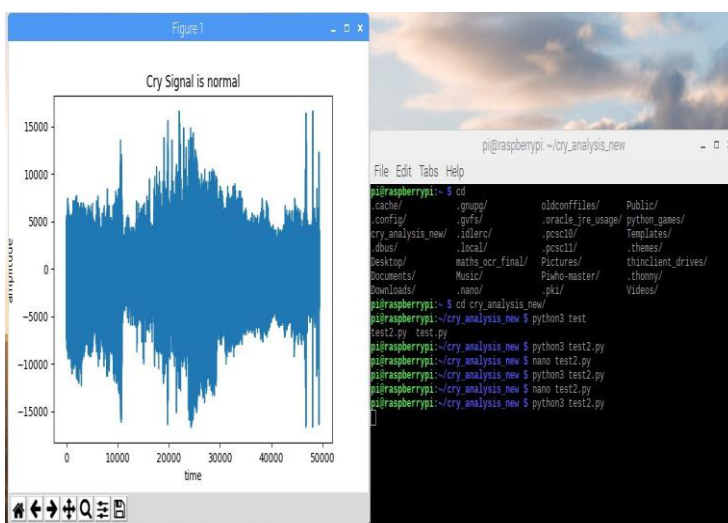 Figure 1
Cry Signal is normal
15000
10000
5000
0
−5000
−10000
−15000
amplitude
0 10000 20000 30000 40000 50000
time
pi@raspberrypi: ~/cry_analysis_new
File Edit Tabs Help
pi@raspberrypi:~ $ cd
.cache/ .gnupg/ oldconffiles/ Public/
.config/ .gvfs/ .oracle_jre_usage/ python_games/
cry_analysis_new/ .idlerc/ .pcsc10/ Templates/
.dbus/ .local/ .pcsc11/ .themes/
Desktop/ maths_ocr_final/ Pictures/ thinclient_drives/
Documents/ Music/ Piwho-master/ .thonny/
Downloads/ .nano/ .pki/ Videos/
pi@raspberrypi:~ $ cd cry_analysis_new/
pi@raspberrypi:~/cry_analysis_new $ python3 test
test2.py test.py
pi@raspberrypi:~/cry_analysis_new $ python3 test2.py
pi@raspberrypi:~/cry_analysis_new $ nano test2.py
pi@raspberrypi:~/cry_analysis_new $ python3 test2.py
pi@raspberrypi:~/cry_analysis_new $ nano test2.py
pi@raspberrypi:~/cry_analysis_new $ python3 test2.py